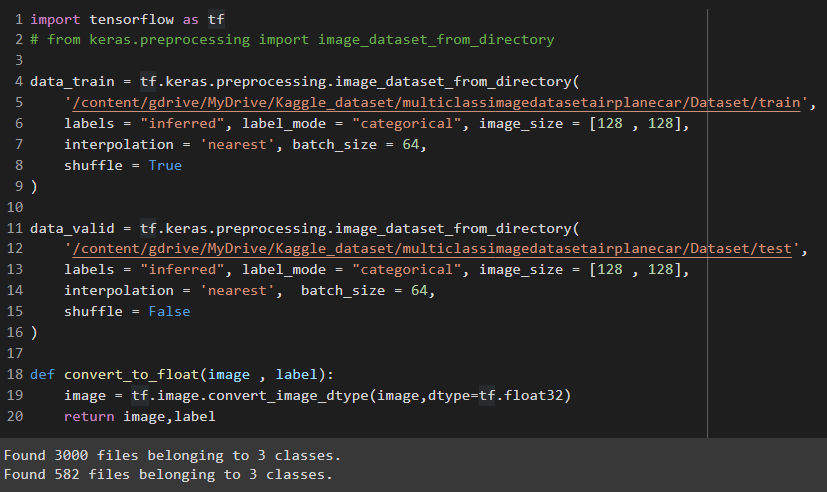 1 import tensorflow as tf
2 # from keras.preprocessing import image_dataset_from_directory
3
4 data_train = tf.keras.preprocessing.image_dataset_from_directory(
5     '/content/gdrive/MyDrive/Kaggle_dataset/multiclassimagedatasetairplanecar/Dataset/train',
6     labels = "inferred", label_mode = "categorical", image_size = [128 , 128],
7     interpolation = 'nearest', batch_size = 64,
8     shuffle = True
9 )
10
11 data_valid = tf.keras.preprocessing.image_dataset_from_directory(
12     '/content/gdrive/MyDrive/Kaggle_dataset/multiclassimagedatasetairplanecar/Dataset/test',
13     labels = "inferred", label_mode = "categorical", image_size = [128 , 128],
14     interpolation = 'nearest',  batch_size = 64,
15     shuffle = False
16 )
17
18 def convert_to_float(image , label):
19     image = tf.image.convert_image_dtype(image,dtype=tf.float32)
20     return image,label
Found 3000 files belonging to 3 classes.
Found 582 files belonging to 3 classes.